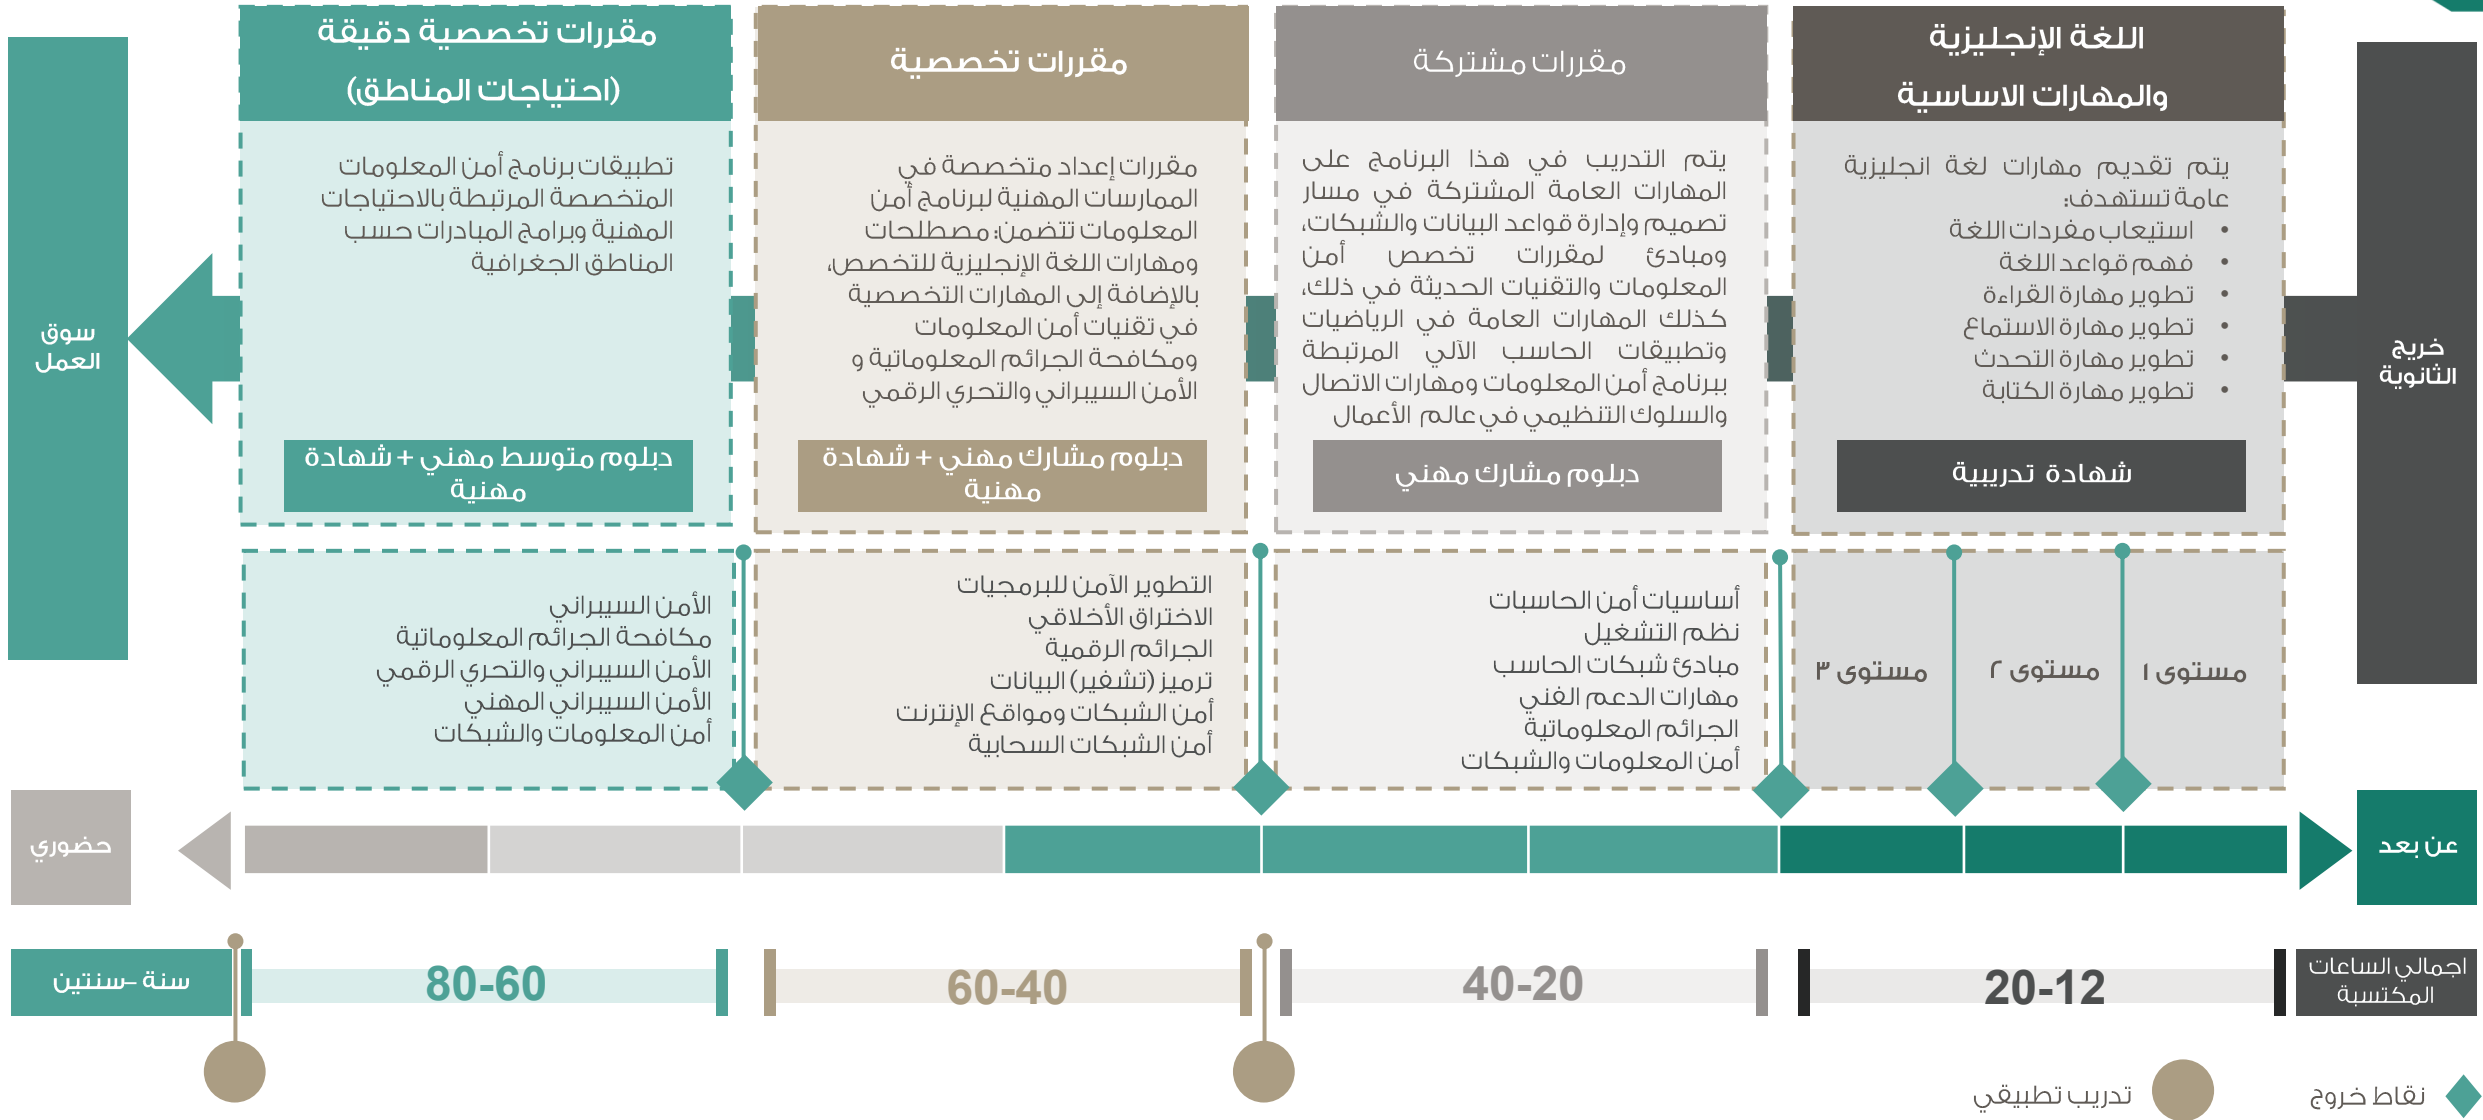 خريج
الثانوية
اللغة الإنجليزية
والمهارات الاساسية
يتم تقديم مهارات لغة انجليزية
عامة تستهدف:
• استيعاب مفردات اللغة
• فهم قواعد اللغة
• تطوير مهارة القراءة
• تطوير مهارة الاستماع
• تطوير مهارة التحدث
• تطوير مهارة الكتابة
شهادة تدريبية
مقررات مشتركة
يتم التدريب في هذا البرنامج على
المهارات العامة المشتركة في مسار
تصميم وإدارة قواعد البيانات والشبكات،
ومبادئ لمقررات تخصص أمن
المعلومات والتقنيات الحديثة في ذلك،
كذلك المهارات العامة في الرياضيات
وتطبيقات الحاسب الآلي المرتبطة
ببرنامج أمن المعلومات ومهارات الاتصال
والسلوك التنظيمي في عالم الأعمال
دبلوم مشارك مهني
مقررات تخصصية
مقررات إعداد متخصصة في
الممارسات المهنية لبرنامج أمن
المعلومات تتضمن: مصطلحات
ومهارات اللغة الإنجليزية للتخصص،
بالإضافة إلى المهارات التخصصية
في تقنيات أمن المعلومات
ومكافحة الجرائم المعلوماتية و
الأمن السيبراني والتحري الرقمي
دبلوم مشارك مهني + شهادة
مهنية
مقررات تخصصية دقيقة
(احتياجات المناطق)
تطبيقات برنامج أمن المعلومات
المتخصصة المرتبطة بالاحتياجات
المهنية وبرامج المبادرات حسب
المناطق الجغرافية
دبلوم متوسط مهني + شهادة
مهنية
سوق
العمل
مستوى ١
مستوى ٢
مستوى ٣
أساسيات أمن الحاسبات
نظم التشغيل
مبادئ شبكات الحاسب
مهارات الدعم الفني
الجرائم المعلوماتية
أمن المعلومات والشبكات
التطوير الآمن للبرمجيات
الاختراق الأخلاقي
الجرائم الرقمية
ترميز (تشفير) البيانات
أمن الشبكات ومواقع الإنترنت
أمن الشبكات السحابية
الأمن السيبراني
مكافحة الجرائم المعلوماتية
الأمن السيبراني والتحري الرقمي
الأمن السيبراني المهني
أمن المعلومات والشبكات
عن بعد
حضوري
اجمالي الساعات
المكتسبة
20-12
40-20
60-40
80-60
سنة –سنتين
نقاط خروج
تدريب تطبيقي